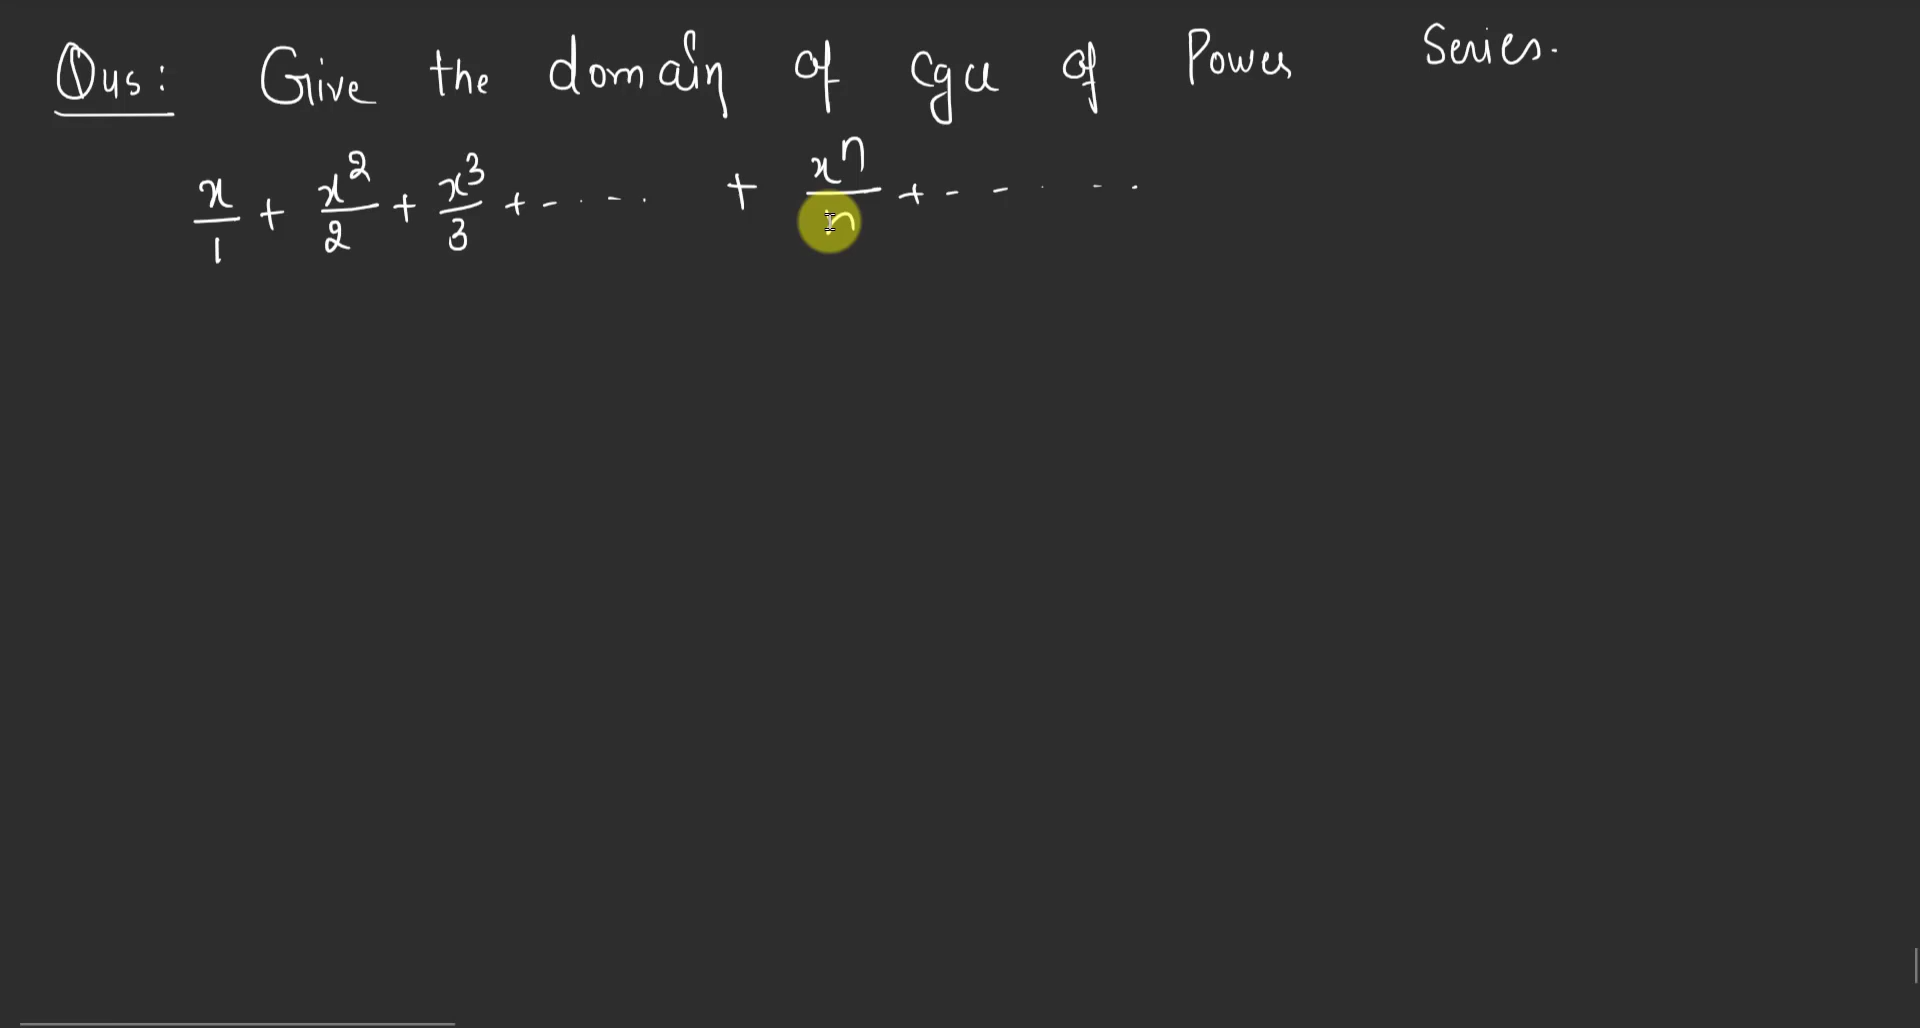 Qus: Give the domain of cgce of Power Series.
x/1 + x^2/2 + x^3/3 + - . - - . + x^n/n + - - . - .